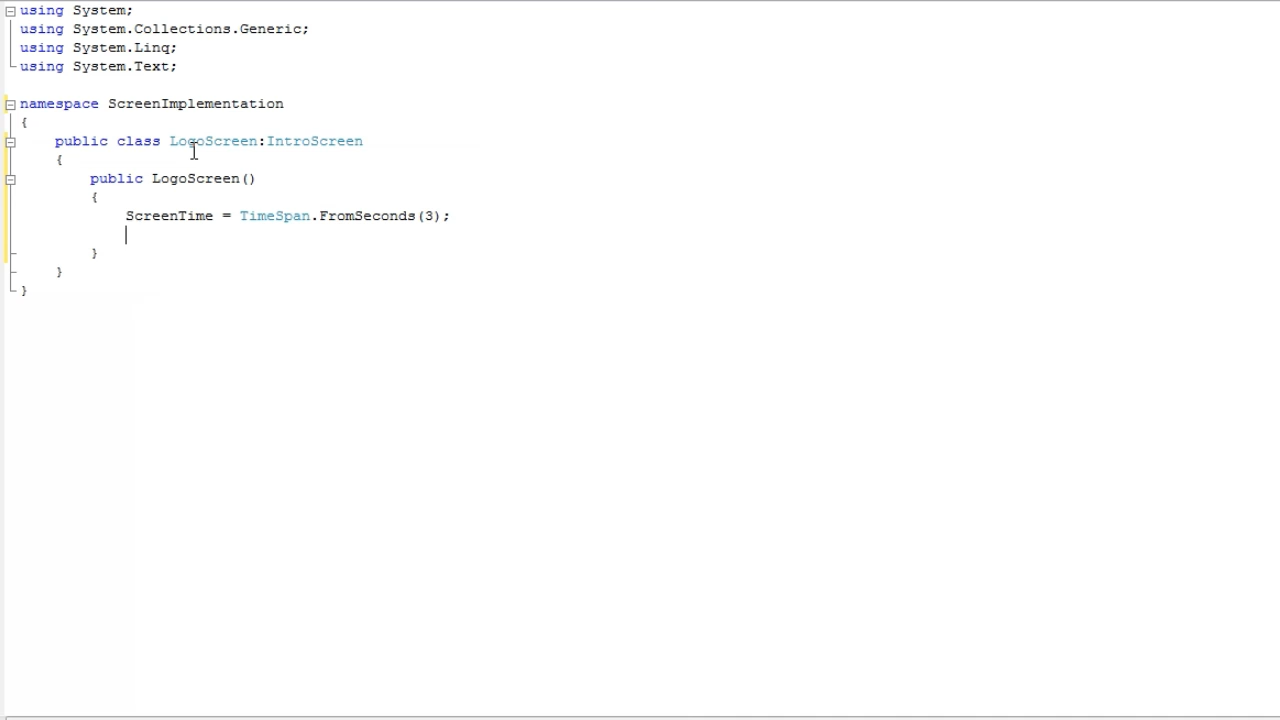 using System;
using System.Collections.Generic;
using System.Linq;
using System.Text;
namespace ScreenImplementation
{
    public class LogoScreen:IntroScreen
    {
        public LogoScreen()
        {
            ScreenTime = TimeSpan.FromSeconds(3);
        }
    }
}